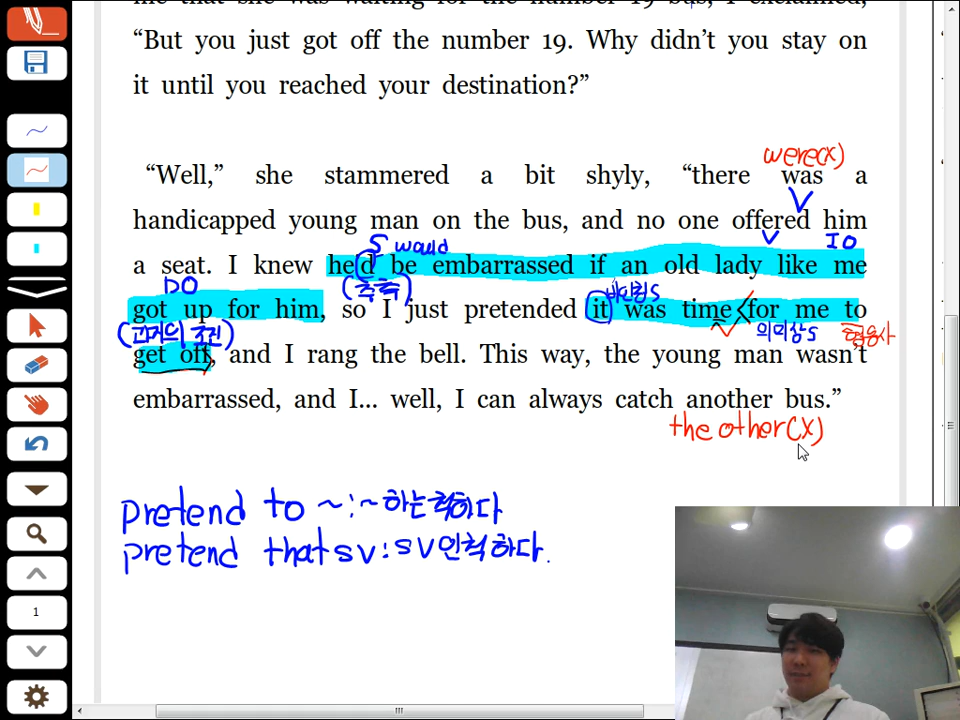 me that she was waiting for the number 19 bus, I exclaimed,
“But you just got off the number 19. Why didn’t you stay on
it until you reached your destination?”
were(x)
“Well,” she stammered a bit shyly, “there was a
V
handicapped young man on the bus, and no one offered him
S would V IO
a seat. I knew he'd be embarrassed if an old lady like me
DO (추측) 비인칭S
got up for him, so I just pretended it was time for me to
(과거의 추측) V 의미상S 형용사
get off, and I rang the bell. This way, the young man wasn’t
embarrassed, and I... well, I can always catch another bus.”
the other(x)
pretend to ~ : ~하는척하다
pretend that SV : SV인척하다.
1